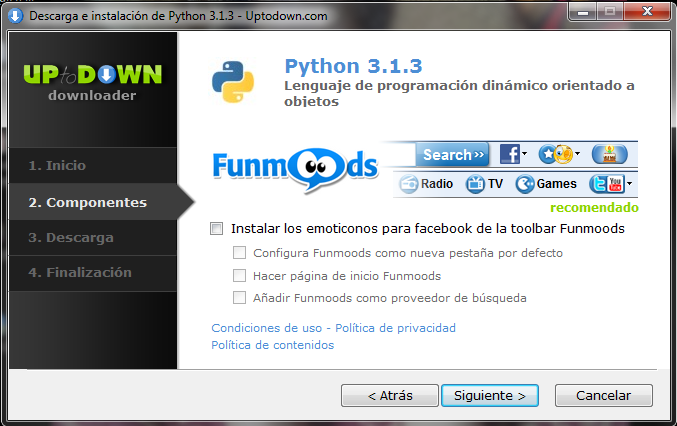 Descarga e instalación de Python 3.1.3 - Uptodown.com
UPtoDOWN
downloader
1. Inicio
2. Componentes
3. Descarga
4. Finalización
Python 3.1.3
Lenguaje de programación dinámico orientado a
objetos
Funmoods
Search>>
Radio TV Games You Tube
recomendado
Instalar los emoticonos para facebook de la toolbar Funmoods
Configura Funmoods como nueva pestaña por defecto
Hacer página de inicio Funmoods
Añadir Funmoods como proveedor de búsqueda
Condiciones de uso - Política de privacidad
Política de contenidos
< Atrás Siguiente > Cancelar